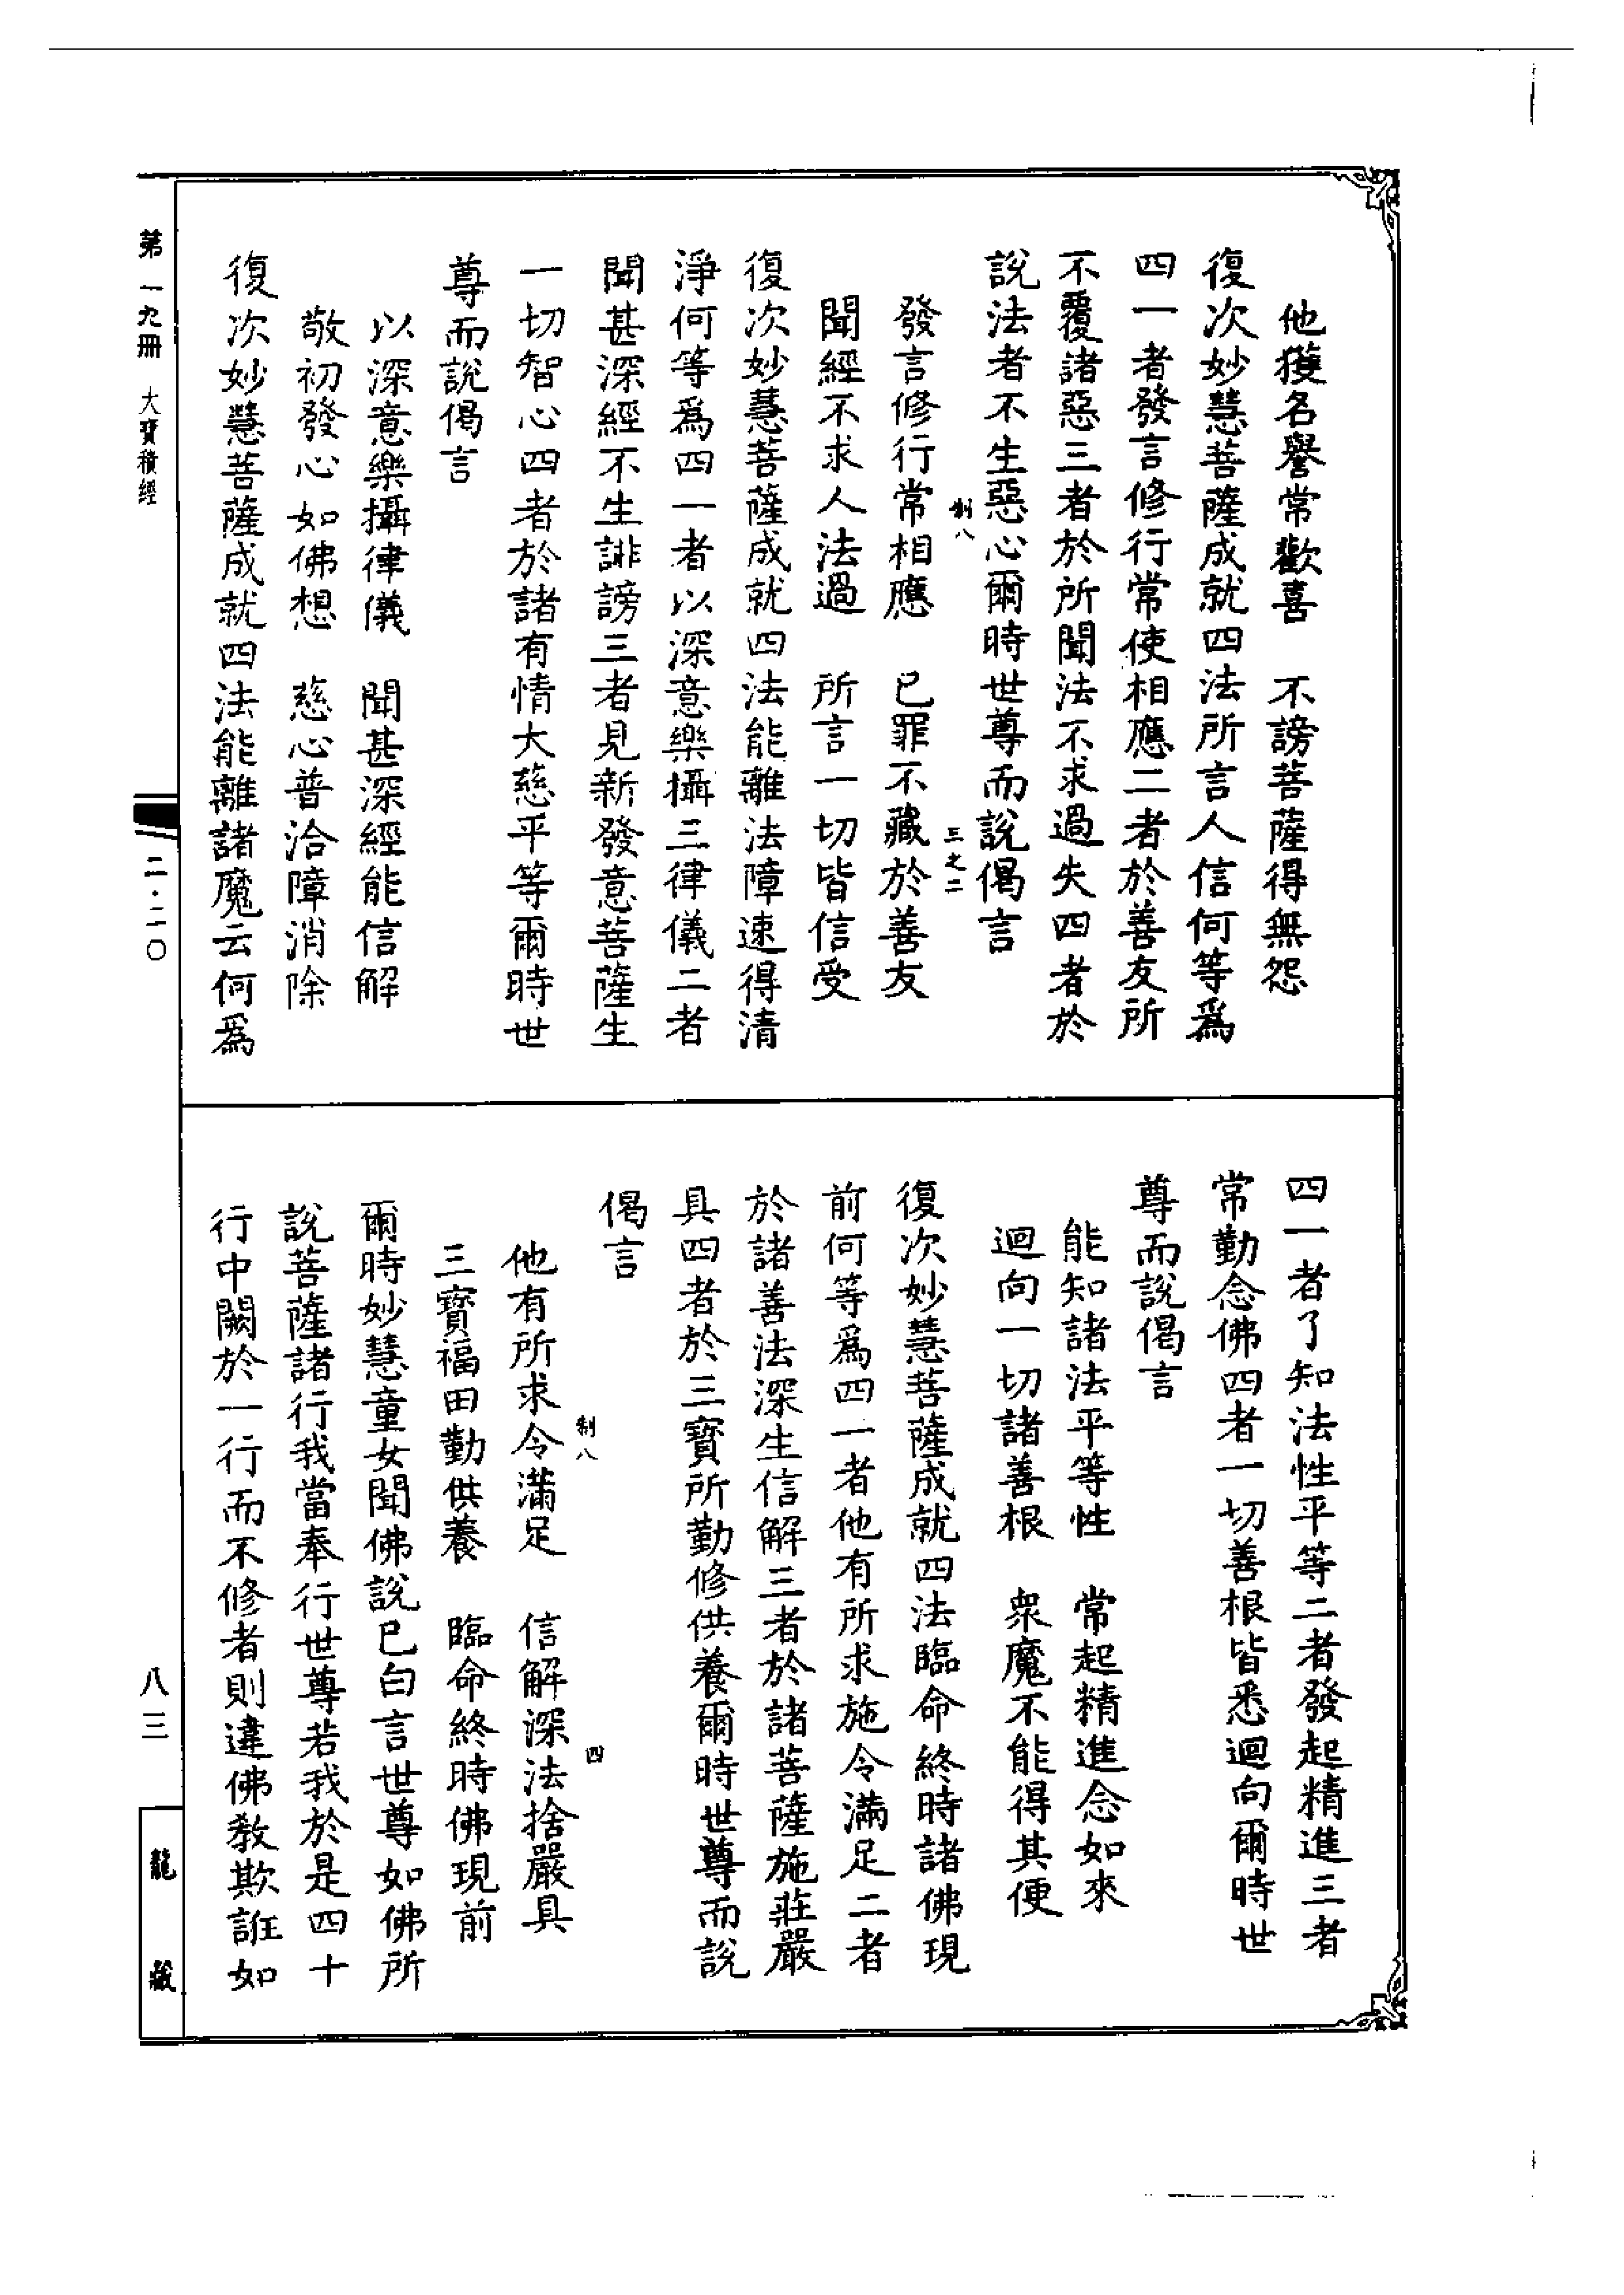 他獲名譽常歡喜　不謗菩薩得無怨
復次妙慧菩薩成就四法所言人信何等爲
四一者發言修行常使相應二者於善友所
不覆諸惡三者於所聞法不求過失四者於
說法者不生惡心爾時世尊而說偈言
制八　三之二
發言修行常相應　已罪不藏於善友
聞經不求人法過　所言一切皆信受
復次妙慧菩薩成就四法能離法障速得清
淨何等爲四一者以深意樂攝三律儀二者
聞甚深經不生誹謗三者見新發意菩薩生
一切智心四者於諸有情大慈平等爾時世
尊而說偈言
以深意樂攝律儀　聞甚深經能信解
敬初發心如佛想　慈心普洽障消除
復次妙慧菩薩成就四法能離諸魔云何爲
四一者了知法性平等二者發起精進三者
常勤念佛四者一切善根皆悉迴向爾時世
尊而說偈言
能知諸法平等性　常起精進念如來
迴向一切諸善根　衆魔不能得其便
復次妙慧菩薩成就四法臨命終時諸佛現
前何等爲四一者他有所求施令滿足二者
於諸善法深生信解三者於諸菩薩施莊嚴
具四者於三寶所勤修供養爾時世尊而說
偈言
制八　四
他有所求令滿足　信解深法捨嚴具
三寶福田勤供養　臨命終時佛現前
爾時妙慧童女聞佛說已白言世尊如佛所
說菩薩諸行我當奉行世尊若我於是四十
行中闕於一行而不修者則違佛教欺誑如
第一九冊　大寶積經
二·二〇
八三
龍藏